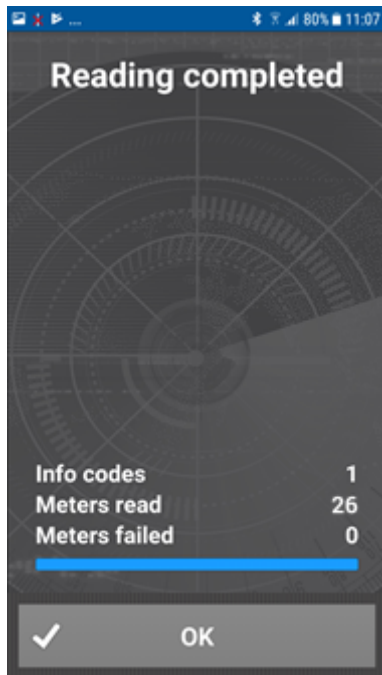 ... 80% 11:07
Reading completed
Info codes 1
Meters read 26
Meters failed 0
OK